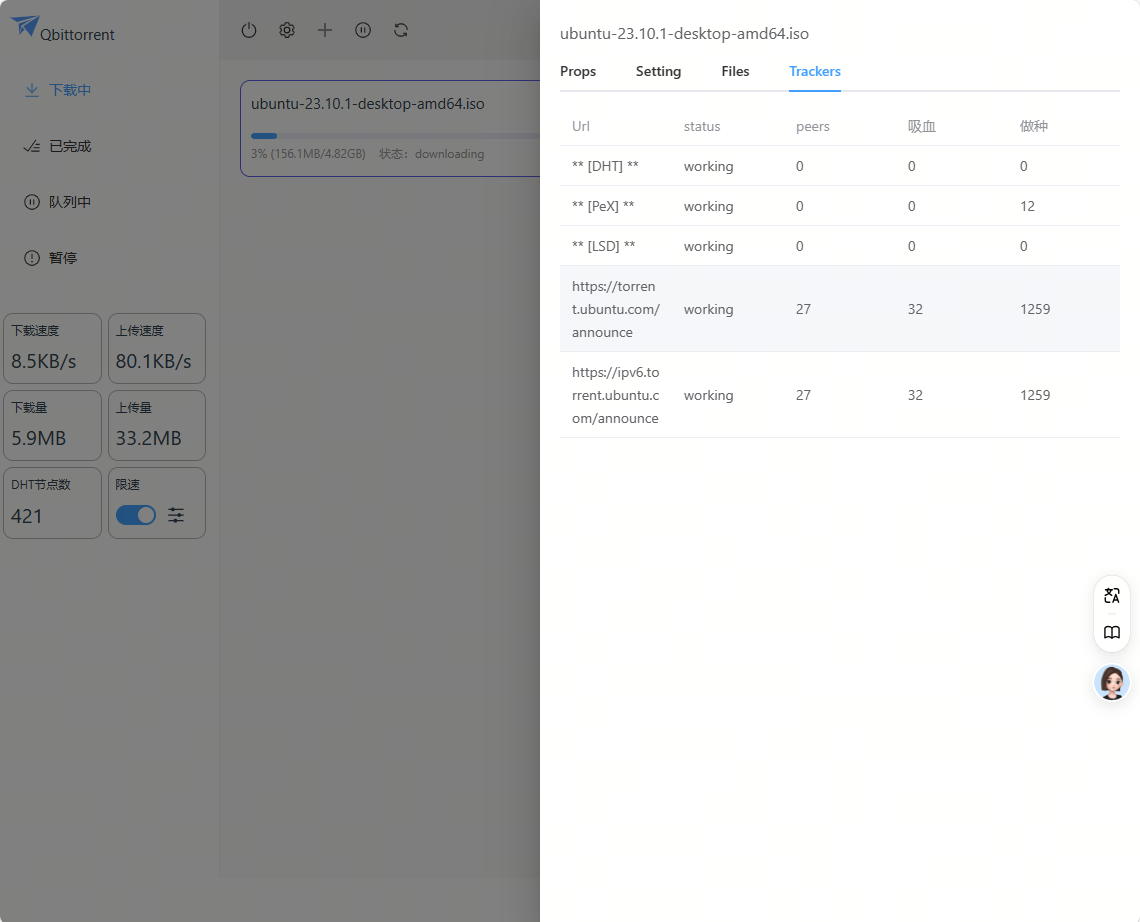 Qbittorrent
下载中
已完成
队列中
暂停
下载速度
8.5KB/s
上传速度
80.1KB/s
下载量
5.9MB
上传量
33.2MB
DHT节点数
421
限速
ubuntu-23.10.1-desktop-amd64.iso
3% (156.1MB/4.82GB) 状态：downloading
ubuntu-23.10.1-desktop-amd64.iso
Props Setting Files Trackers
Url status peers 吸血 做种
** [DHT] ** working 0 0 0
** [PeX] ** working 0 0 12
** [LSD] ** working 0 0 0
https://torren
t.ubuntu.com/ working 27 32 1259
announce
https://ipv6.to
rrent.ubuntu.c working 27 32 1259
om/announce